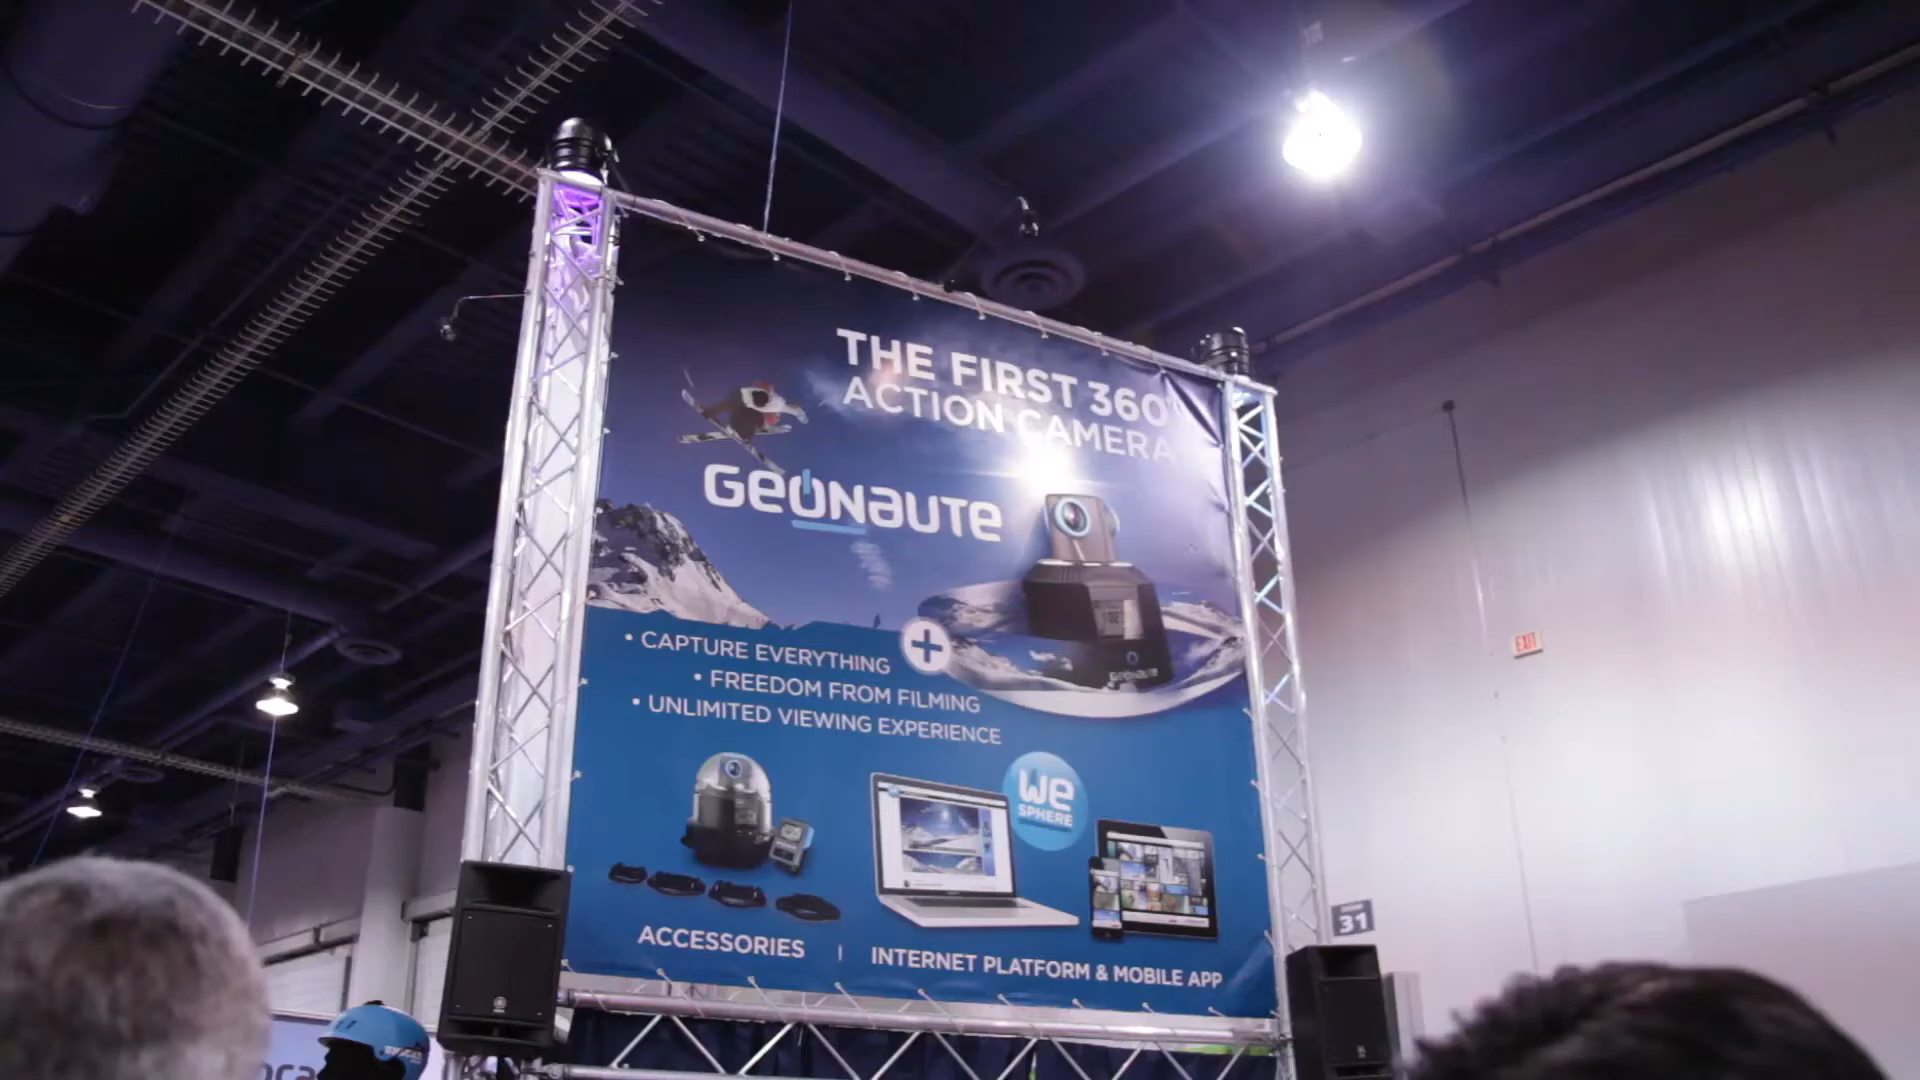 THE FIRST 360°
ACTION CAMERA
GEONAUTE
• CAPTURE EVERYTHING
• FREEDOM FROM FILMING
• UNLIMITED VIEWING EXPERIENCE
GEONAUTE
We
SPHERE
ACCESSORIES | INTERNET PLATFORM & MOBILE APP
EXIT
31